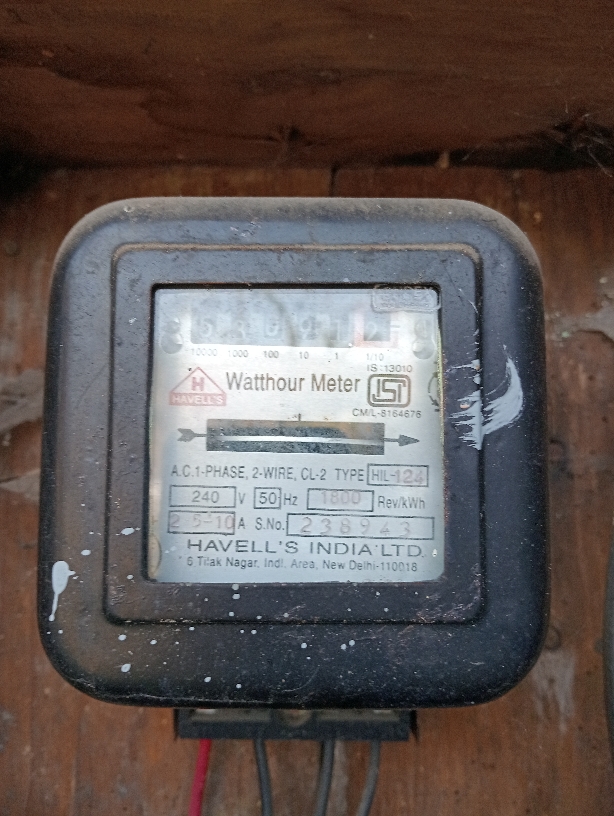 10000 1000 100 10 1 1/10
IS:13010
H
HAVELL'S
Watthour Meter
ISI
CM/L-8164676
A.C.1-PHASE, 2-WIRE, CL-2 TYPE HIL-124
240 V 50 Hz 1800 Rev/kWh
2.5-10 A S.No. 238943
HAVELL'S INDIA LTD.
6 Tilak Nagar, Indl. Area, New Delhi-110018